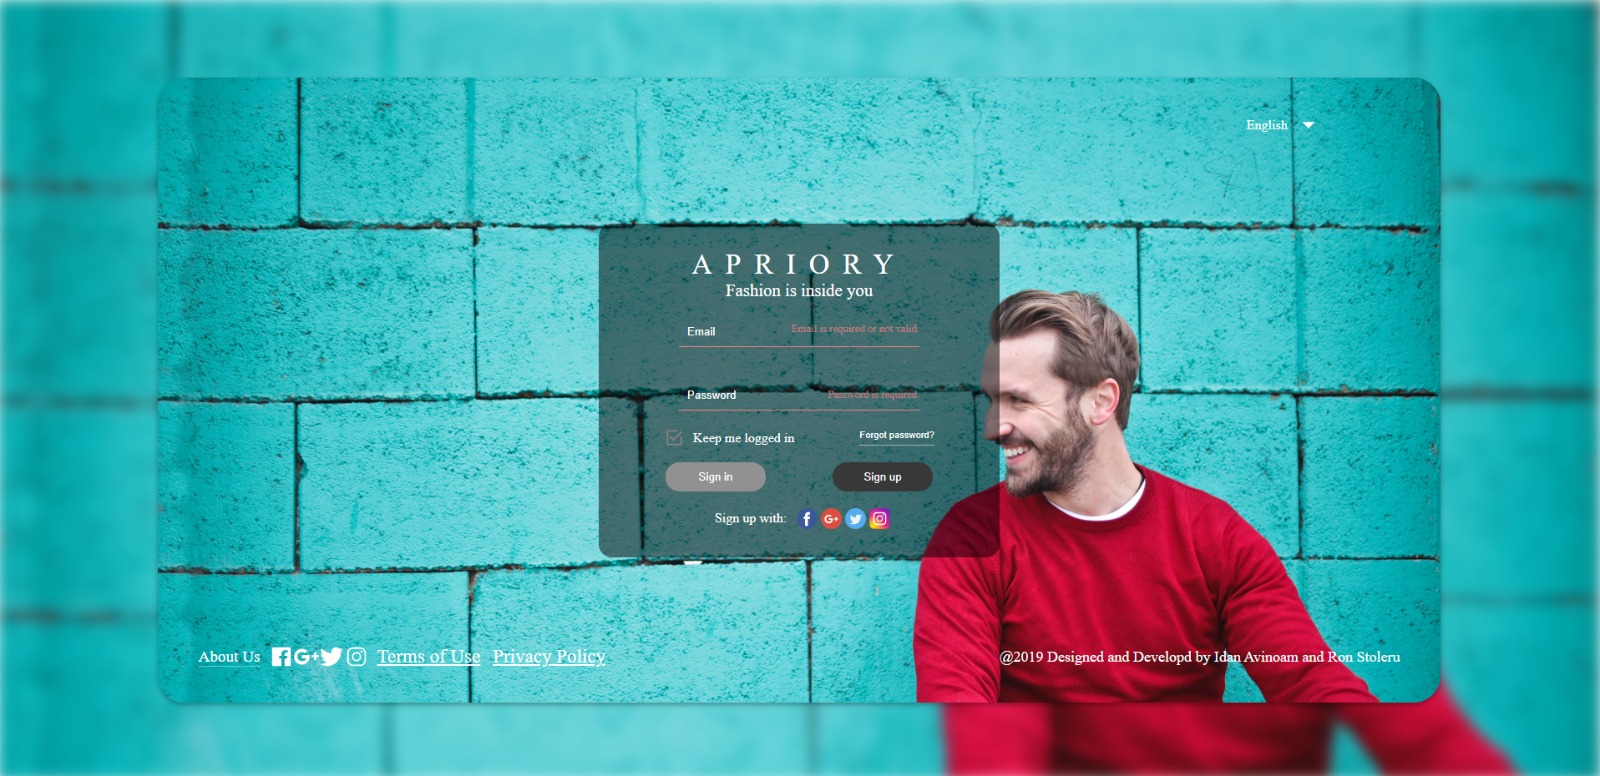 English
A P R I O R Y
Fashion is inside you
Email
Email is required or not valid.
Password
Password is required.
Keep me logged in
Forgot password?
Sign in
Sign up
Sign up with:
About Us
Terms of Use
Privacy Policy
@2019 Designed and Developd by Idan Avinoam and Ron Stoleru